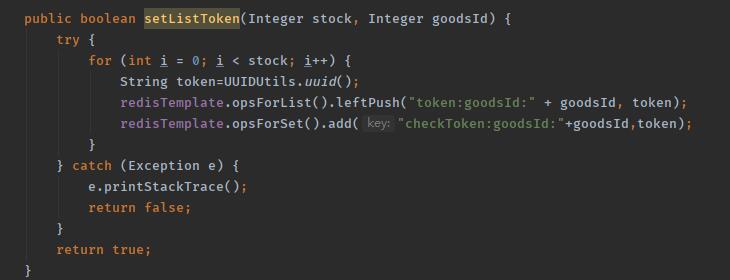 public boolean setListToken(Integer stock, Integer goodsId) {
try {
for (int i = 0; i < stock; i++) {
String token=UUIDUtils.uuid();
redisTemplate.opsForList().leftPush("token:goodsId:" + goodsId, token);
redisTemplate.opsForSet().add( key: "checkToken:goodsId:"+goodsId,token);
}
} catch (Exception e) {
e.printStackTrace();
return false;
}
return true;
}